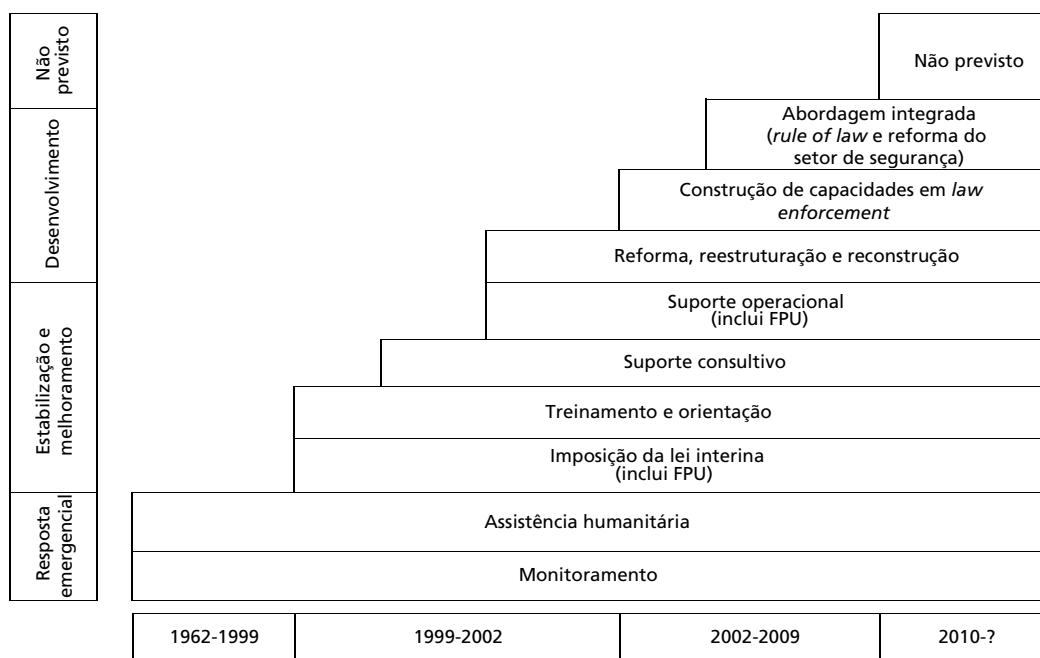 Não
previsto
Não previsto
Desenvolvimento
Abordagem integrada
(rule of law e reforma do
setor de segurança)
Construção de capacidades em law
enforcement
Reforma, reestruturação e reconstrução
Estabilização e
melhoramento
Suporte operacional
(inclui FPU)
Suporte consultivo
Treinamento e orientação
Imposição da lei interina
(inclui FPU)
Resposta
emergencial
Assistência humanitária
Monitoramento
1962-1999
1999-2002
2002-2009
2010-?